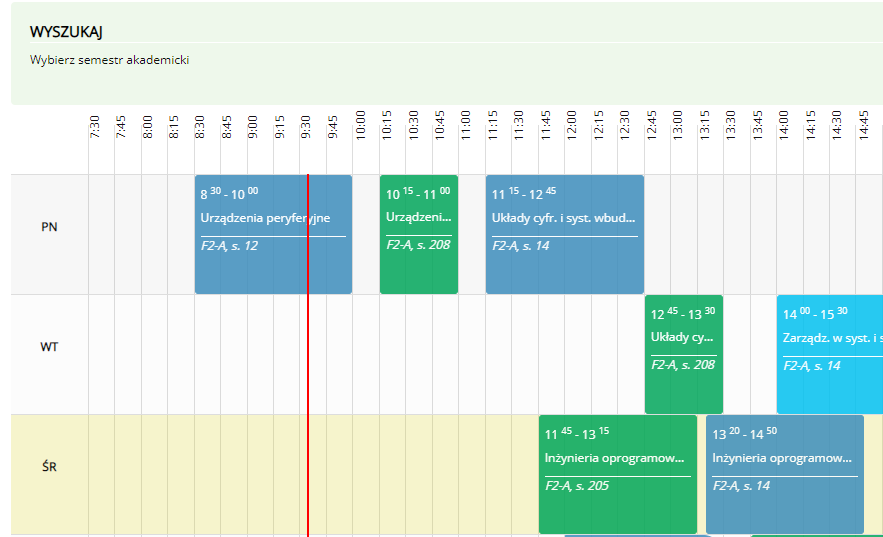 WYSZUKAJ
Wybierz semestr akademicki
7:30 7:45 8:00 8:15 8:30 8:45 9:00 9:15 9:30 9:45 10:00 10:15 10:30 10:45 11:00 11:15 11:30 11:45 12:00 12:15 12:30 12:45 13:00 13:15 13:30 13:45 14:00 14:15 14:30 14:45
PN
8 30 - 10 00
Urządzenia peryferyjne
F2-A, s. 12
10 15 - 11 00
Urządzeni...
F2-A, s. 208
11 15 - 12 45
Układy cyfr. i syst. wbud...
F2-A, s. 14
WT
12 45 - 13 30
Układy cy...
F2-A, s. 208
14 00 - 15 30
Zarządz. w syst. i s
F2-A, s. 14
ŚR
11 45 - 13 15
Inżynieria oprogramow...
F2-A, s. 205
13 20 - 14 50
Inżynieria oprogramow...
F2-A, s. 14